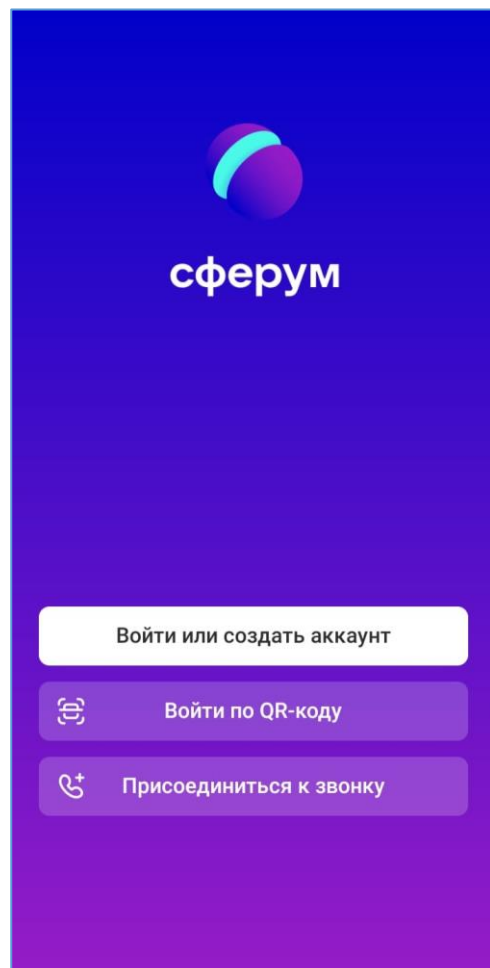 сферум
Войти или создать аккаунт
Войти по QR-коду
Присоединиться к звонку